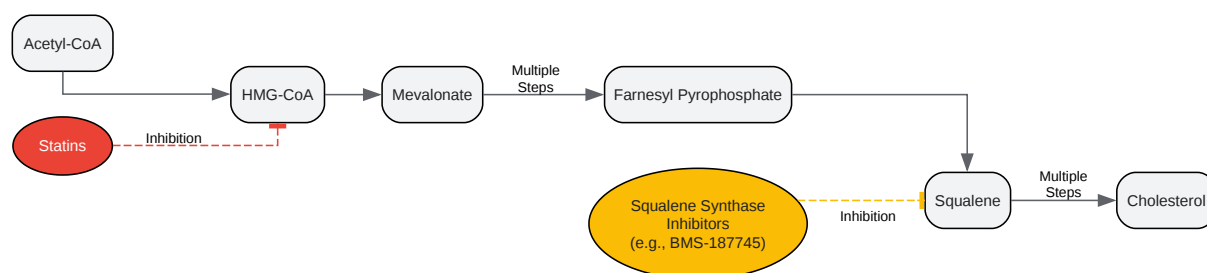 Acetyl-CoA
HMG-CoA
Mevalonate
Multiple
Steps
Farnesyl Pyrophosphate
Statins
Inhibition
Squalene Synthase
Inhibitors
(e.g., BMS-187745)
Inhibition
Squalene
Multiple
Steps
Cholesterol